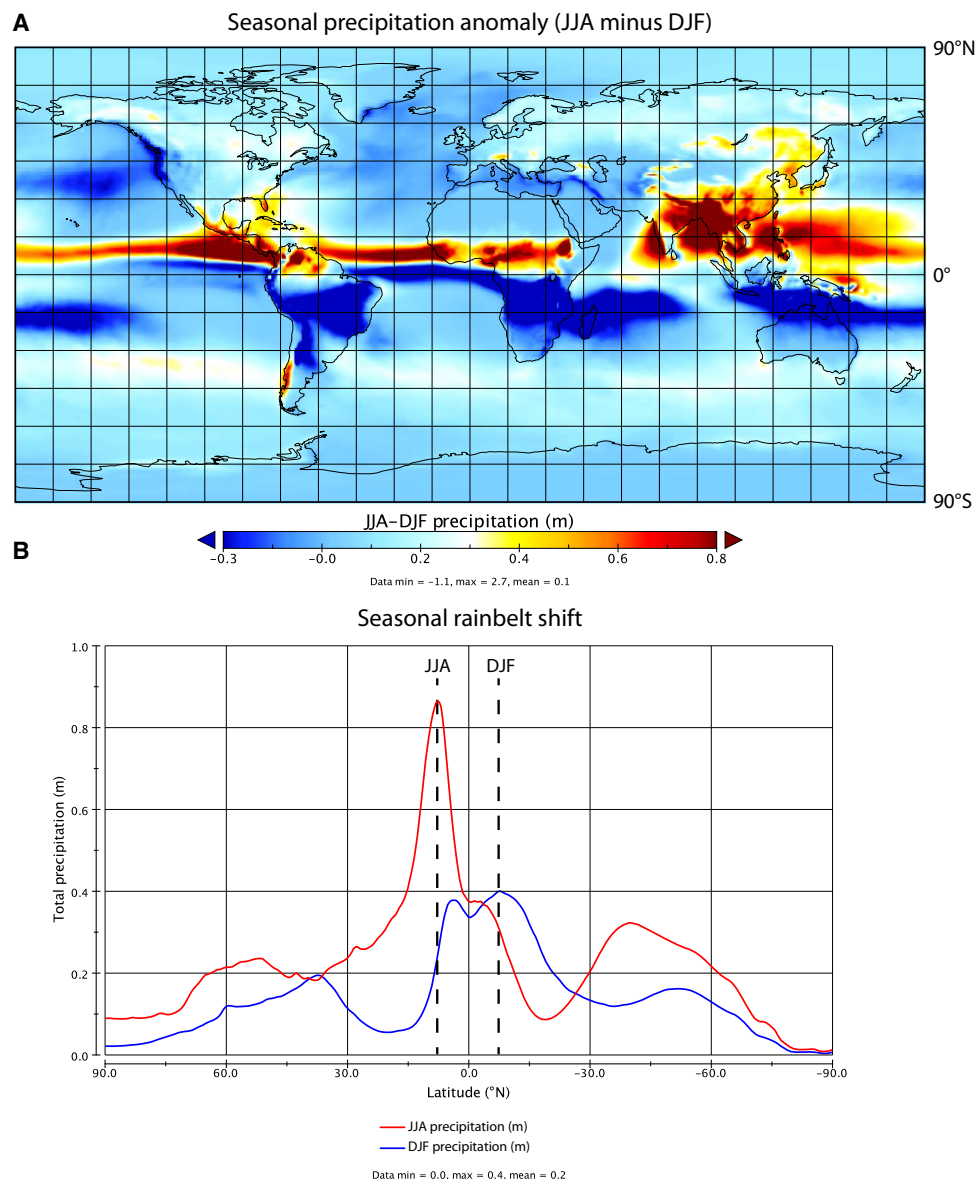 A
Seasonal precipitation anomaly (JJA minus DJF)
90°N
0°
90°S
JJA–DJF precipitation (m)
−0.3 −0.0 0.2 0.4 0.6 0.8
Data min = −1.1, max = 2.7, mean = 0.1
B
Seasonal rainbelt shift
JJA DJF
1.0
0.8
0.6
0.4
0.2
0.0
Total precipitation (m)
90.0 60.0 30.0 0.0 −30.0 −60.0 −90.0
Latitude (°N)
JJA precipitation (m)
DJF precipitation (m)
Data min = 0.0, max = 0.4, mean = 0.2